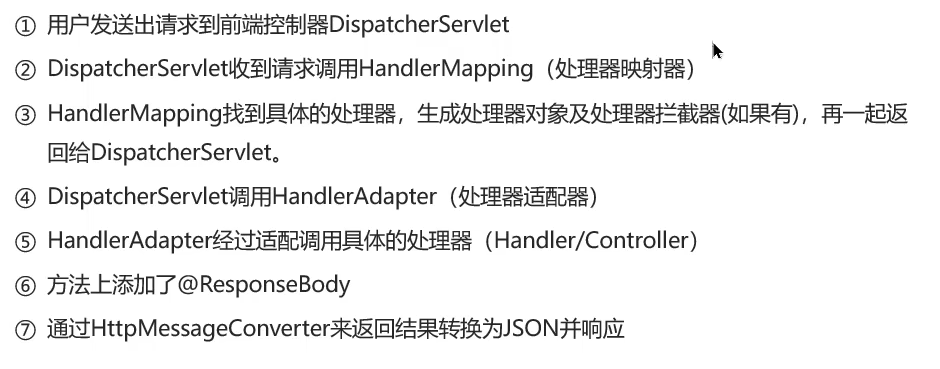 ① 用户发送出请求到前端控制器DispatcherServlet
② DispatcherServlet收到请求调用HandlerMapping（处理器映射器）
③ HandlerMapping找到具体的处理器，生成处理器对象及处理器拦截器(如果有)，再一起返
回给DispatcherServlet。
④ DispatcherServlet调用HandlerAdapter（处理器适配器）
⑤ HandlerAdapter经过适配调用具体的处理器（Handler/Controller）
⑥ 方法上添加了@ResponseBody
⑦ 通过HttpMessageConverter来返回结果转换为JSON并响应